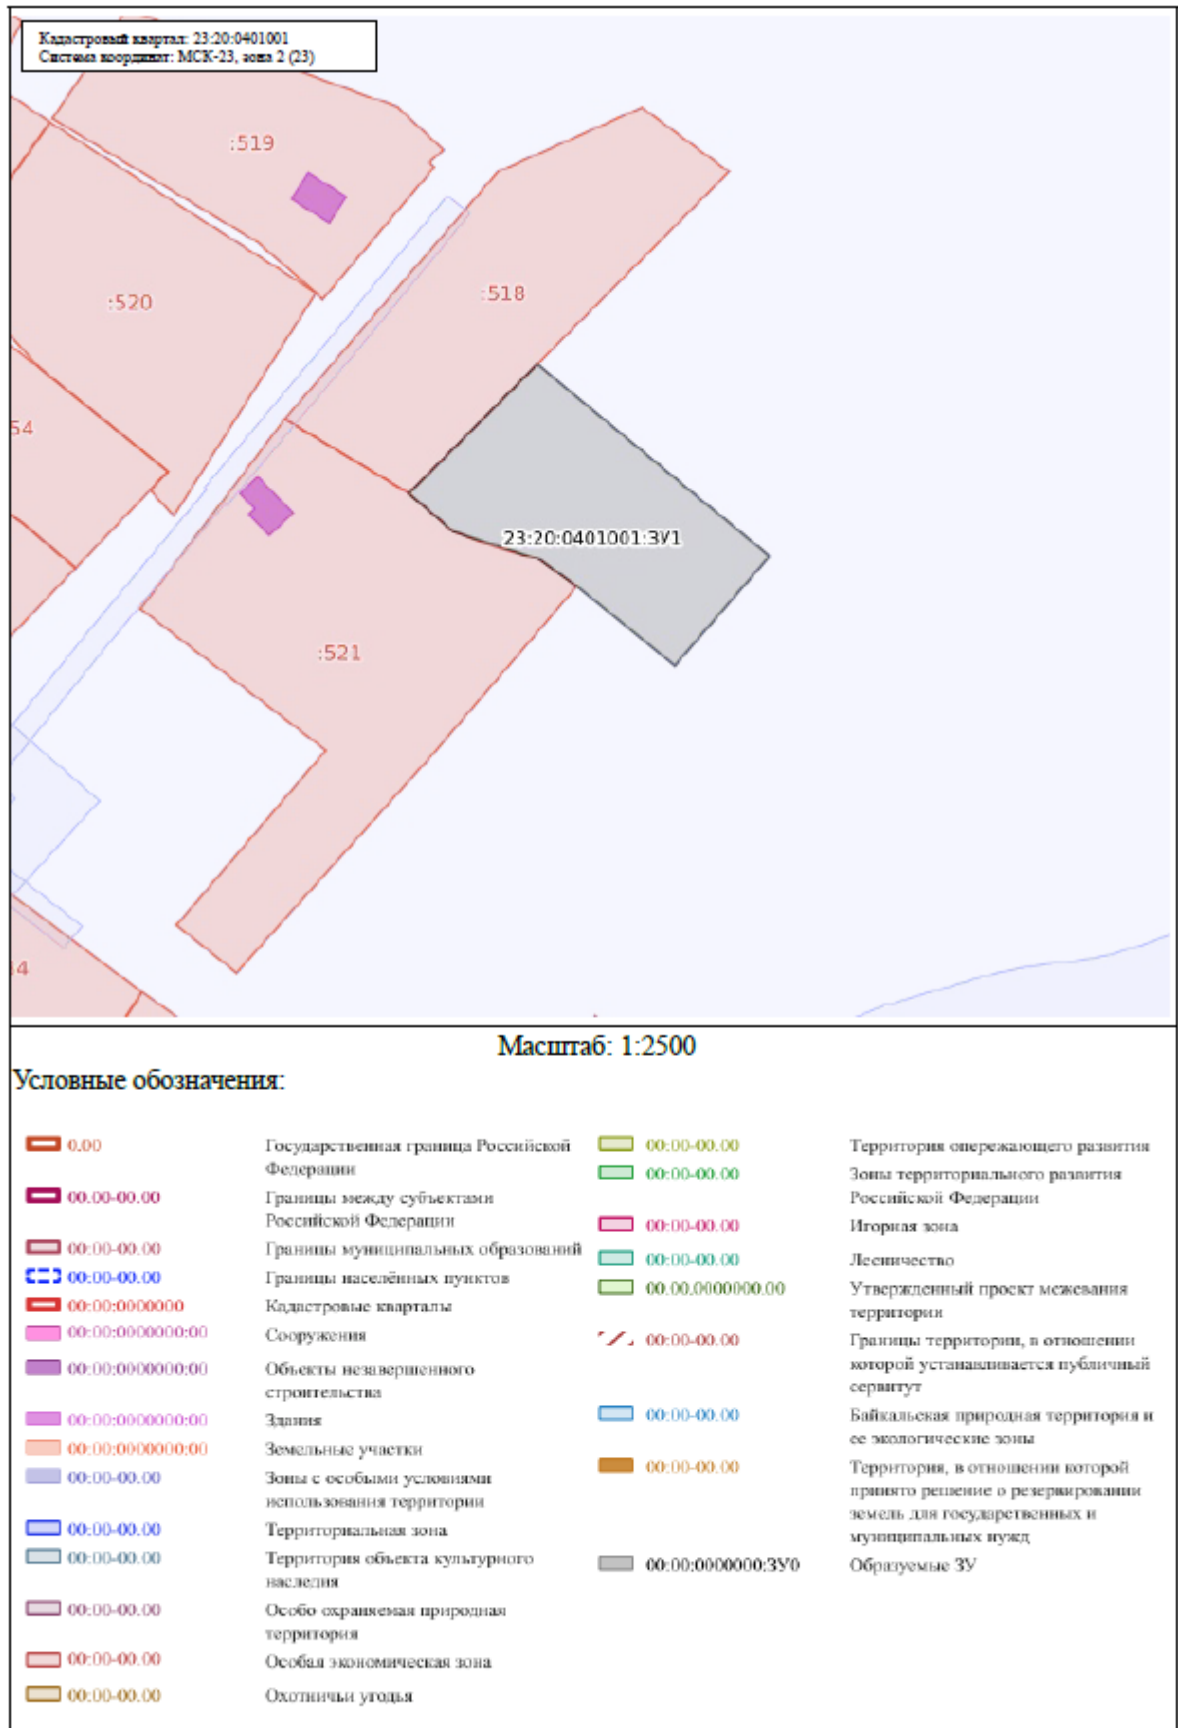 Кадастровый квартал: 23:20:0401001
Система координат: МСК-23, зона 2 (23)
:519
:520
:518
54
23:20:0401001:ЗУ1
:521
4
Масштаб: 1:2500
Условные обозначения:
0.00
Государственная граница Российской
Федерации
00.00-00.00
Границы между субъектами
Российской Федерации
00:00-00.00
Границы муниципальных образований
00:00-00.00
Границы населённых пунктов
00:00:0000000
Кадастровые кварталы
00:00:0000000:00
Сооружения
00:00:0000000:00
Объекты незавершенного
строительства
00:00:0000000:00
Здания
00:00:0000000:00
Земельные участки
00:00-00.00
Зоны с особыми условиями
использования территории
00:00-00.00
Территориальная зона
00:00-00.00
Территория объекта культурного
наследия
00:00-00.00
Особо охраняемая природная
территория
00:00-00.00
Особая экономическая зона
00:00-00.00
Охотничьи угодья
00:00-00.00
Территория опережающего развития
00:00-00.00
Зоны территориального развития
Российской Федерации
00:00-00.00
Игорная зона
00:00-00.00
Лесничество
00.00.0000000.00
Утвержденный проект межевания
территории
00:00-00.00
Границы территории, в отношении
которой устанавливается публичный
сервитут
00:00-00.00
Байкальская природная территория и
ее экологические зоны
00:00-00.00
Территория, в отношении которой
принято решение о резервировании
земель для государственных и
муниципальных нужд
00:00:0000000:ЗУ0
Образуемые ЗУ